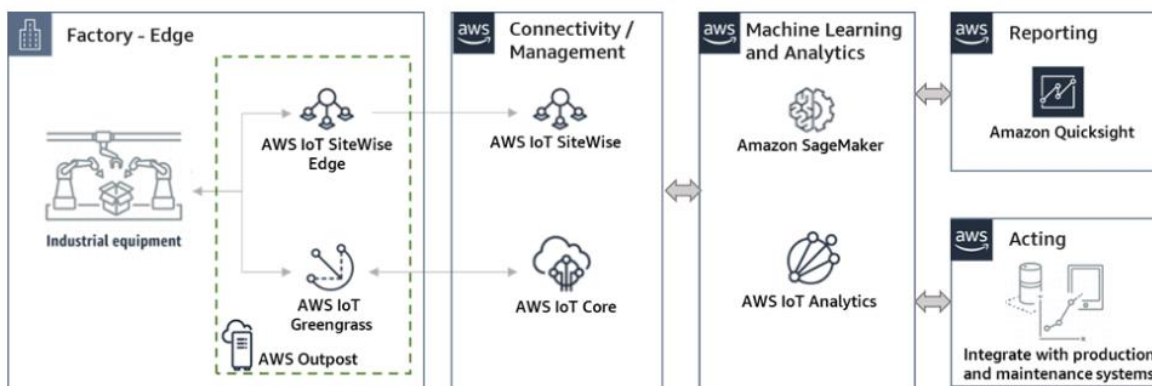 Factory - Edge
Industrial equipment
AWS IoT SiteWise
Edge
AWS IoT
Greengrass
AWS Outpost
aws
Connectivity /
Management
AWS IoT SiteWise
AWS IoT Core
aws
Machine Learning
and Analytics
Amazon SageMaker
AWS IoT Analytics
aws
Reporting
Amazon Quicksight
aws
Acting
Integrate with production
and maintenance systems